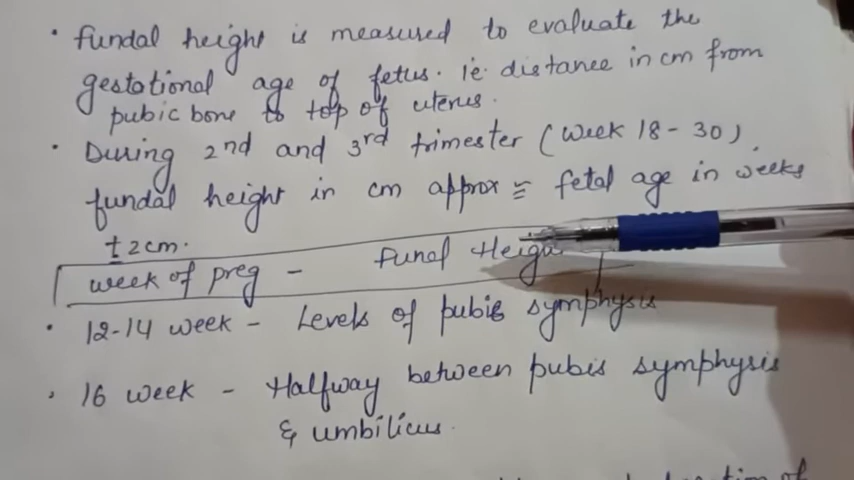 • fundal height is measured to evaluate the
gestational age of fetus. ie. distance in cm from
pubic bone to top of uterus.
• During 2nd and 3rd trimester (week 18 - 30)
fundal height in cm approx ≅ fetal age in weeks
± 2cm.
week of preg - Funal Heig
• 12-14 week - Levels of pubis symphysis
• 16 week - Halfway between pubis symphysis
& umbilicus.